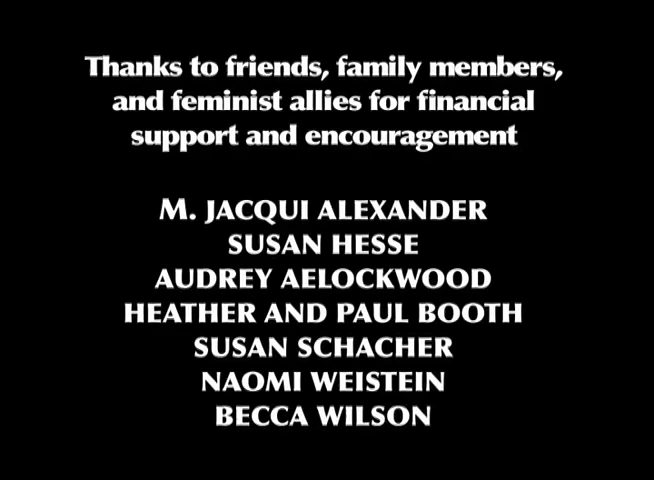 Thanks to friends, family members,
and feminist allies for financial
support and encouragement
M. JACQUI ALEXANDER
SUSAN HESSE
AUDREY AELOCKWOOD
HEATHER AND PAUL BOOTH
SUSAN SCHACHER
NAOMI WEISTEIN
BECCA WILSON